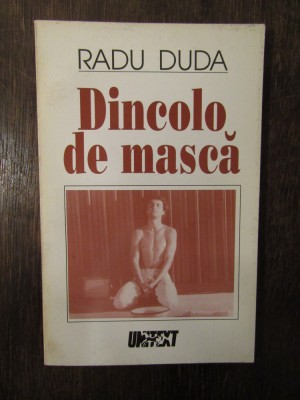 RADU DUDA
Dincolo
de mască
UNITEXT